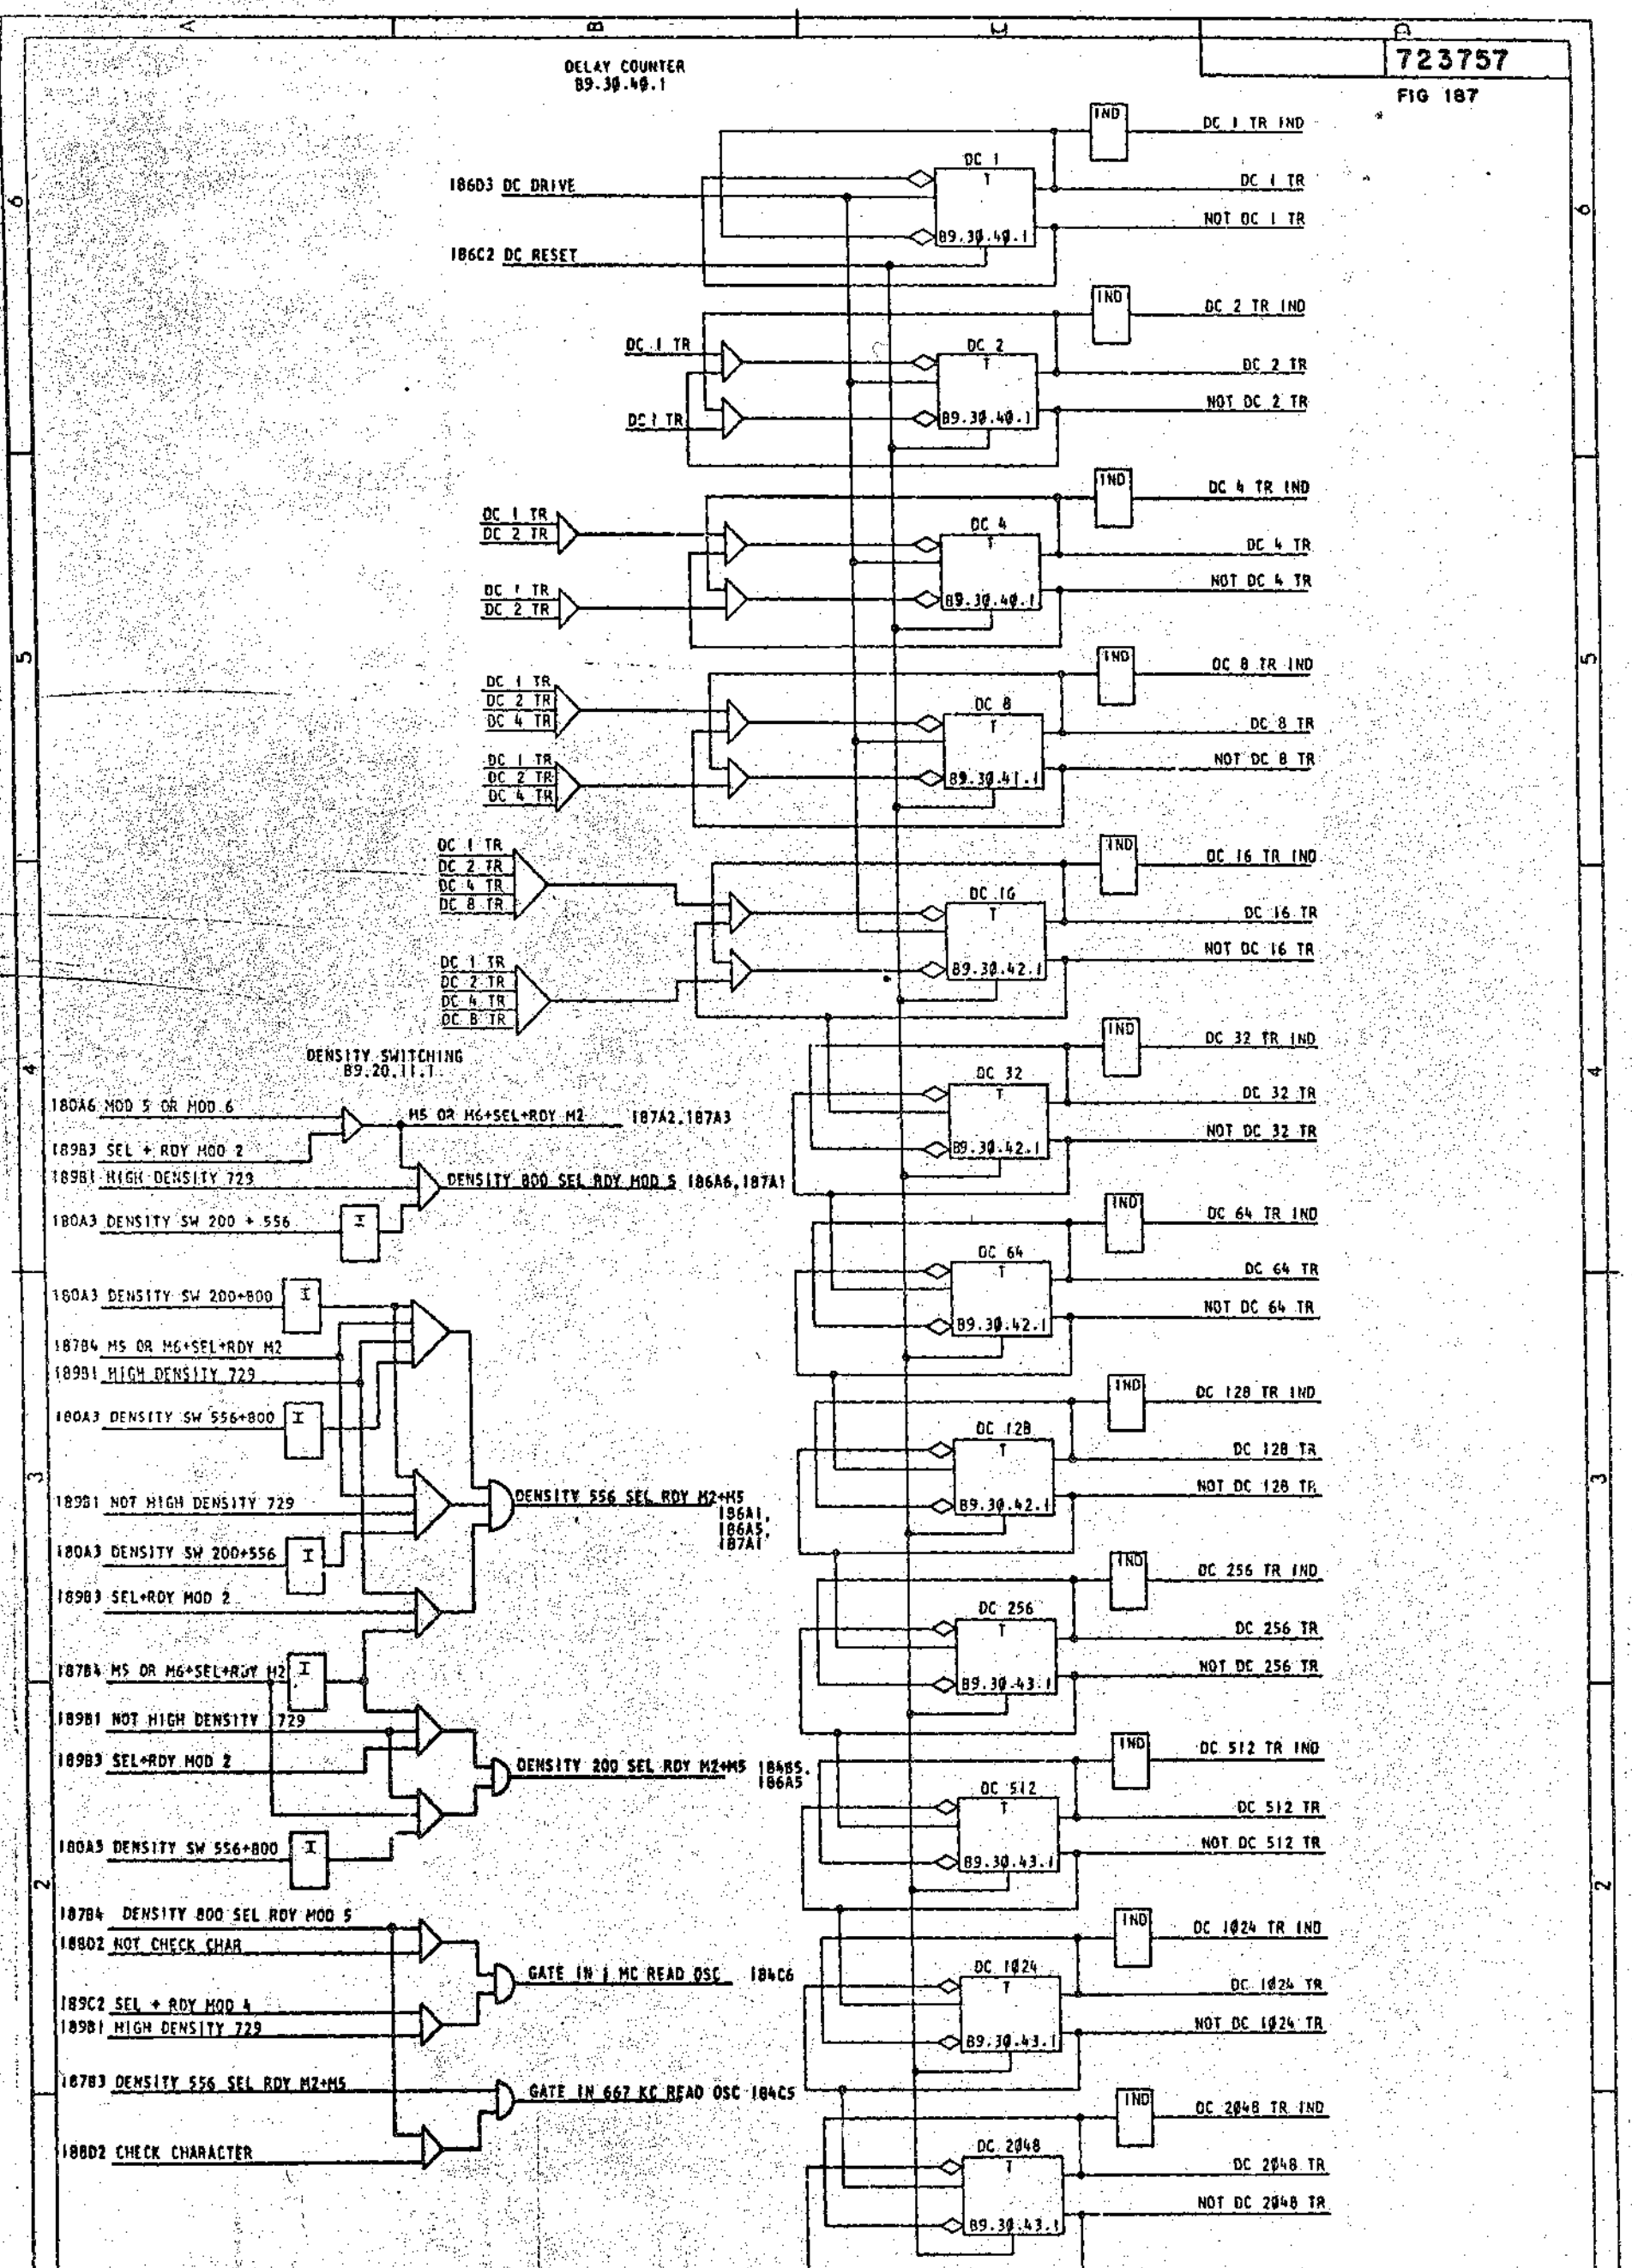 A B C D
723757
FIG 187
DELAY COUNTER
B9.30.40.1
6
6
IND
DC 1 TR IND
DC 1
T
186D3 DC DRIVE
DC 1 TR
NOT DC 1 TR
B9.30.40.1
186C2 DC RESET
IND
DC 2 TR IND
DC 1 TR
DC 2
T
DC 2 TR
NOT DC 2 TR
DC 1 TR
B9.30.40.1
IND
DC 4 TR IND
DC 1 TR
DC 2 TR
DC 4
T
DC 4 TR
NOT DC 4 TR
DC 1 TR
DC 2 TR
B9.30.40.1
5
5
IND
DC 8 TR IND
DC 1 TR
DC 2 TR
DC 4 TR
DC 8
T
DC 8 TR
NOT DC 8 TR
DC 1 TR
DC 2 TR
DC 4 TR
B9.30.41.1
IND
DC 16 TR IND
DC 1 TR
DC 2 TR
DC 4 TR
DC 8 TR
DC 16
T
DC 16 TR
NOT DC 16 TR
DC 1 TR
DC 2 TR
DC 4 TR
DC 8 TR
B9.30.42.1
4
4
DENSITY SWITCHING
B9.20.11.1
180A6 MOD 5 OR MOD 6
M5 OR M6+SEL+RDY M2 187A2,187A3
189B3 SEL + RDY MOD 2
189B1 HIGH DENSITY 729
DENSITY 800 SEL RDY MOD 5 186A6,187A1
180A3 DENSITY SW 200 + 556
I
IND
DC 32 TR IND
DC 32
T
DC 32 TR
NOT DC 32 TR
B9.30.42.1
IND
DC 64 TR IND
DC 64
T
DC 64 TR
NOT DC 64 TR
B9.30.42.1
180A3 DENSITY SW 200+800
I
187B4 M5 OR M6+SEL+RDY M2
189B1 HIGH DENSITY 729
180A3 DENSITY SW 556+800
I
3
3
189B1 NOT HIGH DENSITY 729
DENSITY 556 SEL RDY M2+M5
186A1,
186A5,
187A1
180A3 DENSITY SW 200+556
I
189B3 SEL+RDY MOD 2
IND
DC 128 TR IND
DC 128
T
DC 128 TR
NOT DC 128 TR
B9.30.42.1
IND
DC 256 TR IND
DC 256
T
DC 256 TR
NOT DC 256 TR
B9.30.43.1
187B4 M5 OR M6+SEL+RDY M2
I
189B1 NOT HIGH DENSITY 729
189B3 SEL+RDY MOD 2
DENSITY 200 SEL RDY M2+M5 184B5,
186A5
180A3 DENSITY SW 556+800
I
IND
DC 512 TR IND
DC 512
T
DC 512 TR
NOT DC 512 TR
B9.30.43.1
2
2
187B4 DENSITY 800 SEL RDY MOD 5
188D2 NOT CHECK CHAR
GATE IN 1 MC READ OSC 184C6
189C2 SEL + RDY MOD 4
189B1 HIGH DENSITY 729
IND
DC 1024 TR IND
DC 1024
T
DC 1024 TR
NOT DC 1024 TR
B9.30.43.1
187B3 DENSITY 556 SEL RDY M2+M5
GATE IN 667 KC READ OSC 184C5
188D2 CHECK CHARACTER
IND
DC 2048 TR IND
DC 2048
T
DC 2048 TR
NOT DC 2048 TR
B9.30.43.1